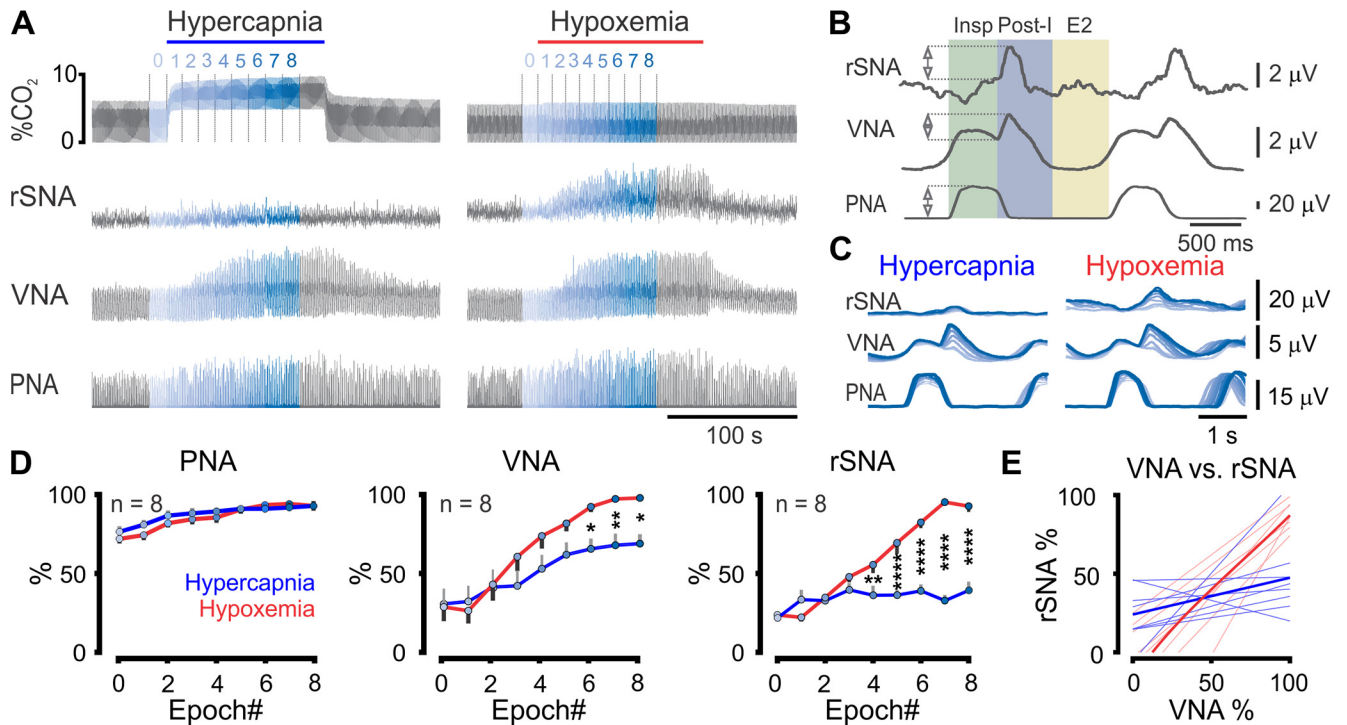 A
Hypercapnia
Hypoxemia
0 1 2 3 4 5 6 7 8
0 1 2 3 4 5 6 7 8
%CO2
10
0
rSNA
VNA
PNA
100 s
B
Insp Post-I E2
rSNA
2 µV
VNA
2 µV
PNA
20 µV
500 ms
C
Hypercapnia
Hypoxemia
rSNA
20 µV
VNA
5 µV
PNA
15 µV
1 s
D
PNA
100
n = 8
%
50
Hypercapnia
Hypoxemia
0
0 2 4 6 8
Epoch#
VNA
100
n = 8
%
50
* ** *
0
0 2 4 6 8
Epoch#
rSNA
100
n = 8
%
50
** **** **** **** ****
0
0 2 4 6 8
Epoch#
E
VNA vs. rSNA
100
rSNA %
50
0
0 50 100
VNA %